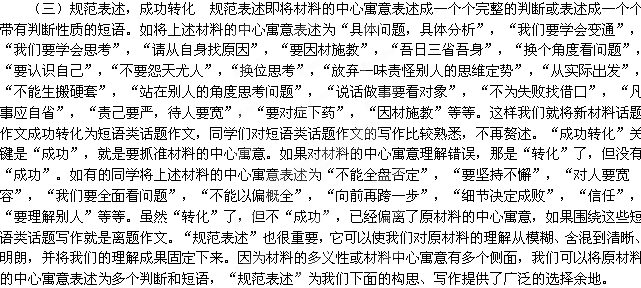 （三）规范表述，成功转化　规范表述即将材料的中心寓意表述成一个个完整的判断或表述成一个个
带有判断性质的短语。如将上述材料的中心寓意表述为“具体问题，具体分析”，“我们要学会变通”，
“我们要学会思考”，“请从自身找原因”，“要因材施教”，“吾日三省吾身”，“换个角度看问题”，
“要认识自己”，“不要怨天尤人”，“换位思考”，“放弃一味责怪别人的思维定势”，“从实际出发”，
“不能生搬硬套”，“站在别人的角度思考问题”，“说话做事要看对象”，“不为失败找借口”，“凡
事应自省”，“责己要严，待人要宽”，“要对症下药”，“因材施教”等等。这样我们就将新材料话题
作文成功转化为短语类话题作文，同学们对短语类话题作文的写作比较熟悉，不再赘述。“成功转化”关
键是“成功”，就是要抓准材料的中心寓意。如果对材料的中心寓意理解错误，那是“转化”了，但没有
“成功”。如有的同学将上述材料的中心寓意表述为“不能全盘否定”，“要坚持不懈”，“对人要宽
容”，“我们要全面看问题”，“不能以偏概全”，“向前再跨一步”，“细节决定成败”，“信任”，
“要理解别人”等等。虽然“转化”了，但不“成功”，已经偏离了原材料的中心寓意，如果围绕这些短
语类话题写作就是离题作文。“规范表述”也很重要，它可以使我们对原材料的理解从模糊、含混到清晰、
明朗，并将我们的理解成果固定下来。因为材料的多义性或材料中心寓意有多个侧面，我们可以将原材料
的中心寓意表述为多个判断和短语，“规范表述”为我们下面的构思、写作提供了广泛的选择余地。